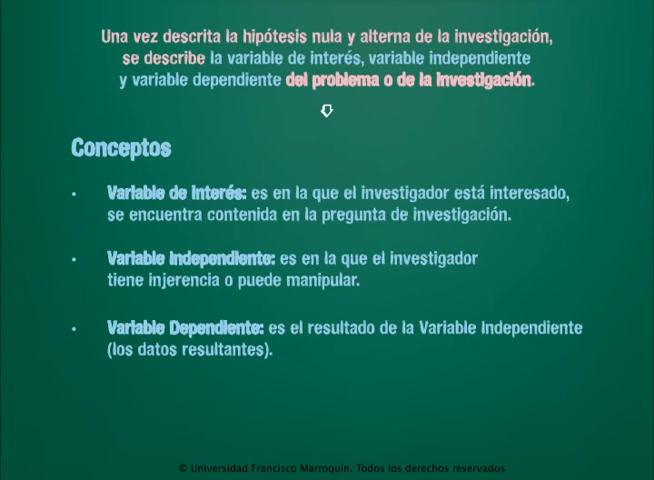 Una vez descrita la hipótesis nula y alterna de la investigación,
se describe la variable de interés, variable independiente
y variable dependiente del problema o de la investigación.
Conceptos
• Variable de interés: es en la que el investigador está interesado,
se encuentra contenida en la pregunta de investigación.
• Variable Independiente: es en la que el investigador
tiene injerencia o puede manipular.
• Variable Dependiente: es el resultado de la Variable Independiente
(los datos resultantes).
© Universidad Francisco Marroquín. Todos los derechos reservados